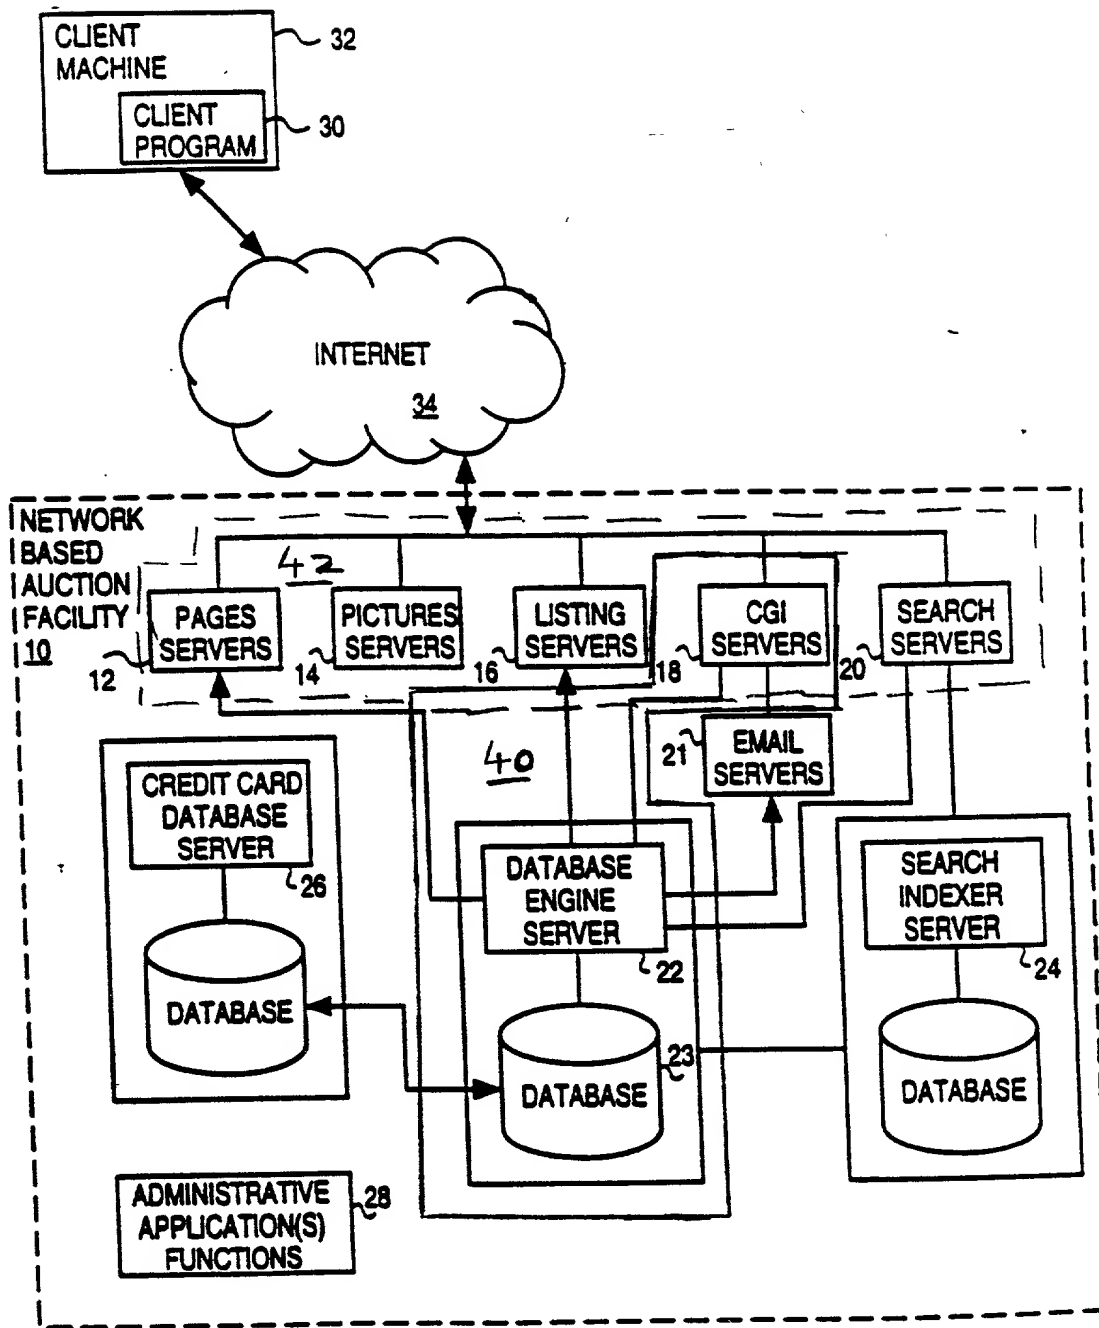 CLIENT
MACHINE
32
CLIENT
PROGRAM
30
INTERNET
34
NETWORK
BASED
AUCTION
FACILITY
10
42
PAGES
SERVERS
12
PICTURES
SERVERS
14
LISTING
SERVERS
16
CGI
SERVERS
18
SEARCH
SERVERS
20
40
21
EMAIL
SERVERS
CREDIT CARD
DATABASE
SERVER
26
DATABASE
ENGINE
SERVER
22
SEARCH
INDEXER
SERVER
24
DATABASE
DATABASE
23
DATABASE
ADMINISTRATIVE
APPLICATION(S)
FUNCTIONS
28